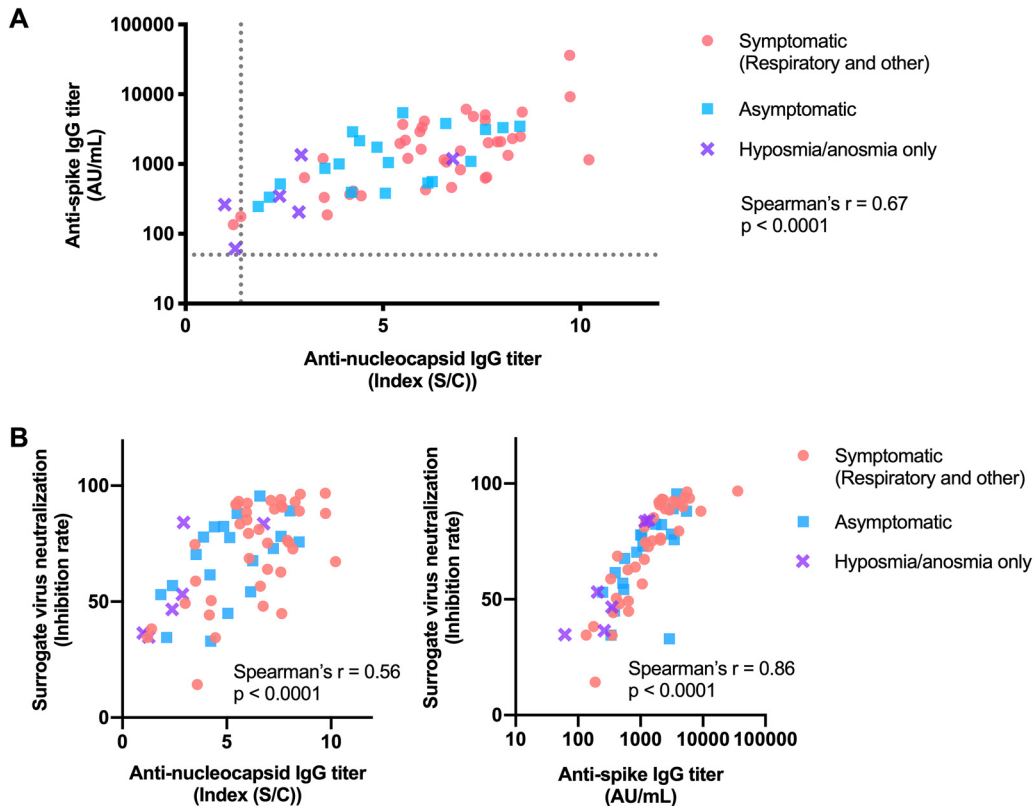 A
100000
10000
1000
100
10
Anti-spike IgG titer
(AU/mL)
0
5
10
Anti-nucleocapsid IgG titer
(Index (S/C))
Symptomatic
(Respiratory and other)
Asymptomatic
Hyposmia/anosmia only
Spearman's r = 0.67
p < 0.0001
B
Surrogate virus neutralization
(Inhibition rate)
100
50
0
Spearman's r = 0.56
p < 0.0001
0
5
10
Anti-nucleocapsid IgG titer
(Index (S/C))
Surrogate virus neutralization
(Inhibition rate)
100
50
0
Spearman's r = 0.86
p < 0.0001
10
100
1000
10000
100000
Anti-spike IgG titer
(AU/mL)
Symptomatic
(Respiratory and other)
Asymptomatic
Hyposmia/anosmia only